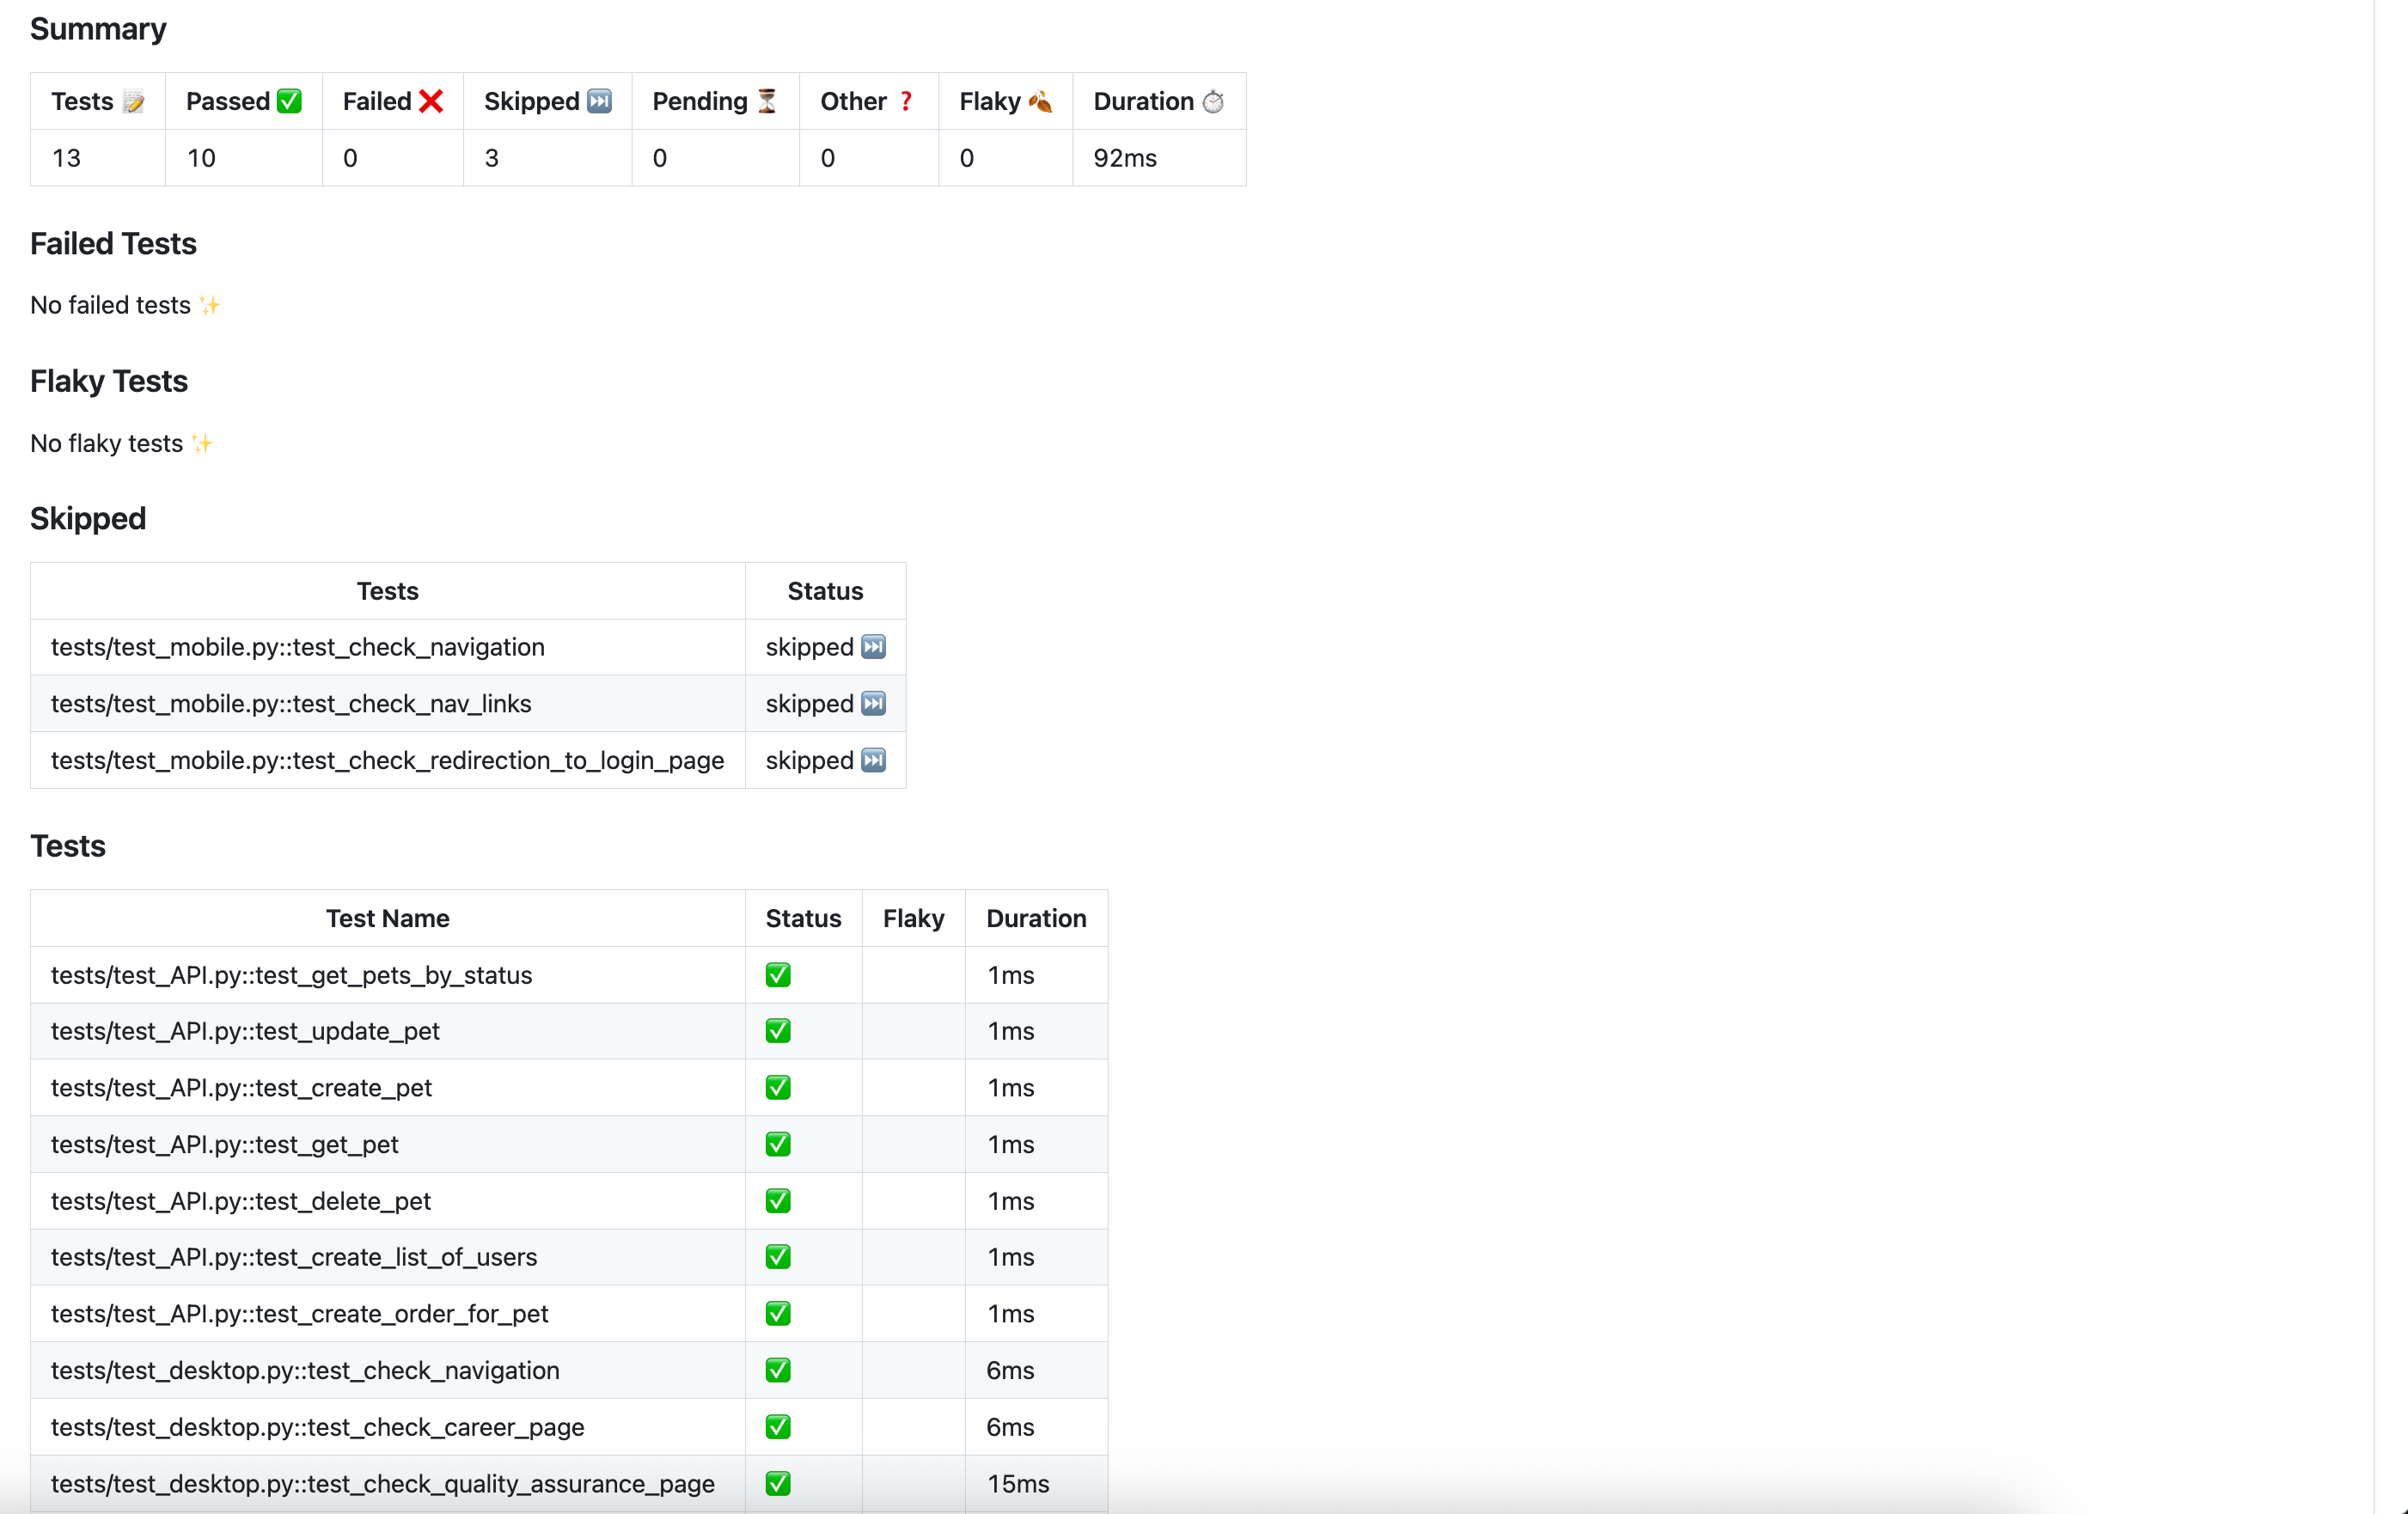 Summary
Tests 📝 Passed ✅ Failed ❌ Skipped ⏭️ Pending ⏳ Other ❓ Flaky 🍂 Duration ⏱️
13 10 0 3 0 0 0 92ms
Failed Tests
No failed tests ✨
Flaky Tests
No flaky tests ✨
Skipped
Tests Status
tests/test_mobile.py::test_check_navigation skipped ⏭️
tests/test_mobile.py::test_check_nav_links skipped ⏭️
tests/test_mobile.py::test_check_redirection_to_login_page skipped ⏭️
Tests
Test Name Status Flaky Duration
tests/test_API.py::test_get_pets_by_status ✅ 1ms
tests/test_API.py::test_update_pet ✅ 1ms
tests/test_API.py::test_create_pet ✅ 1ms
tests/test_API.py::test_get_pet ✅ 1ms
tests/test_API.py::test_delete_pet ✅ 1ms
tests/test_API.py::test_create_list_of_users ✅ 1ms
tests/test_API.py::test_create_order_for_pet ✅ 1ms
tests/test_desktop.py::test_check_navigation ✅ 6ms
tests/test_desktop.py::test_check_career_page ✅ 6ms
tests/test_desktop.py::test_check_quality_assurance_page ✅ 15ms